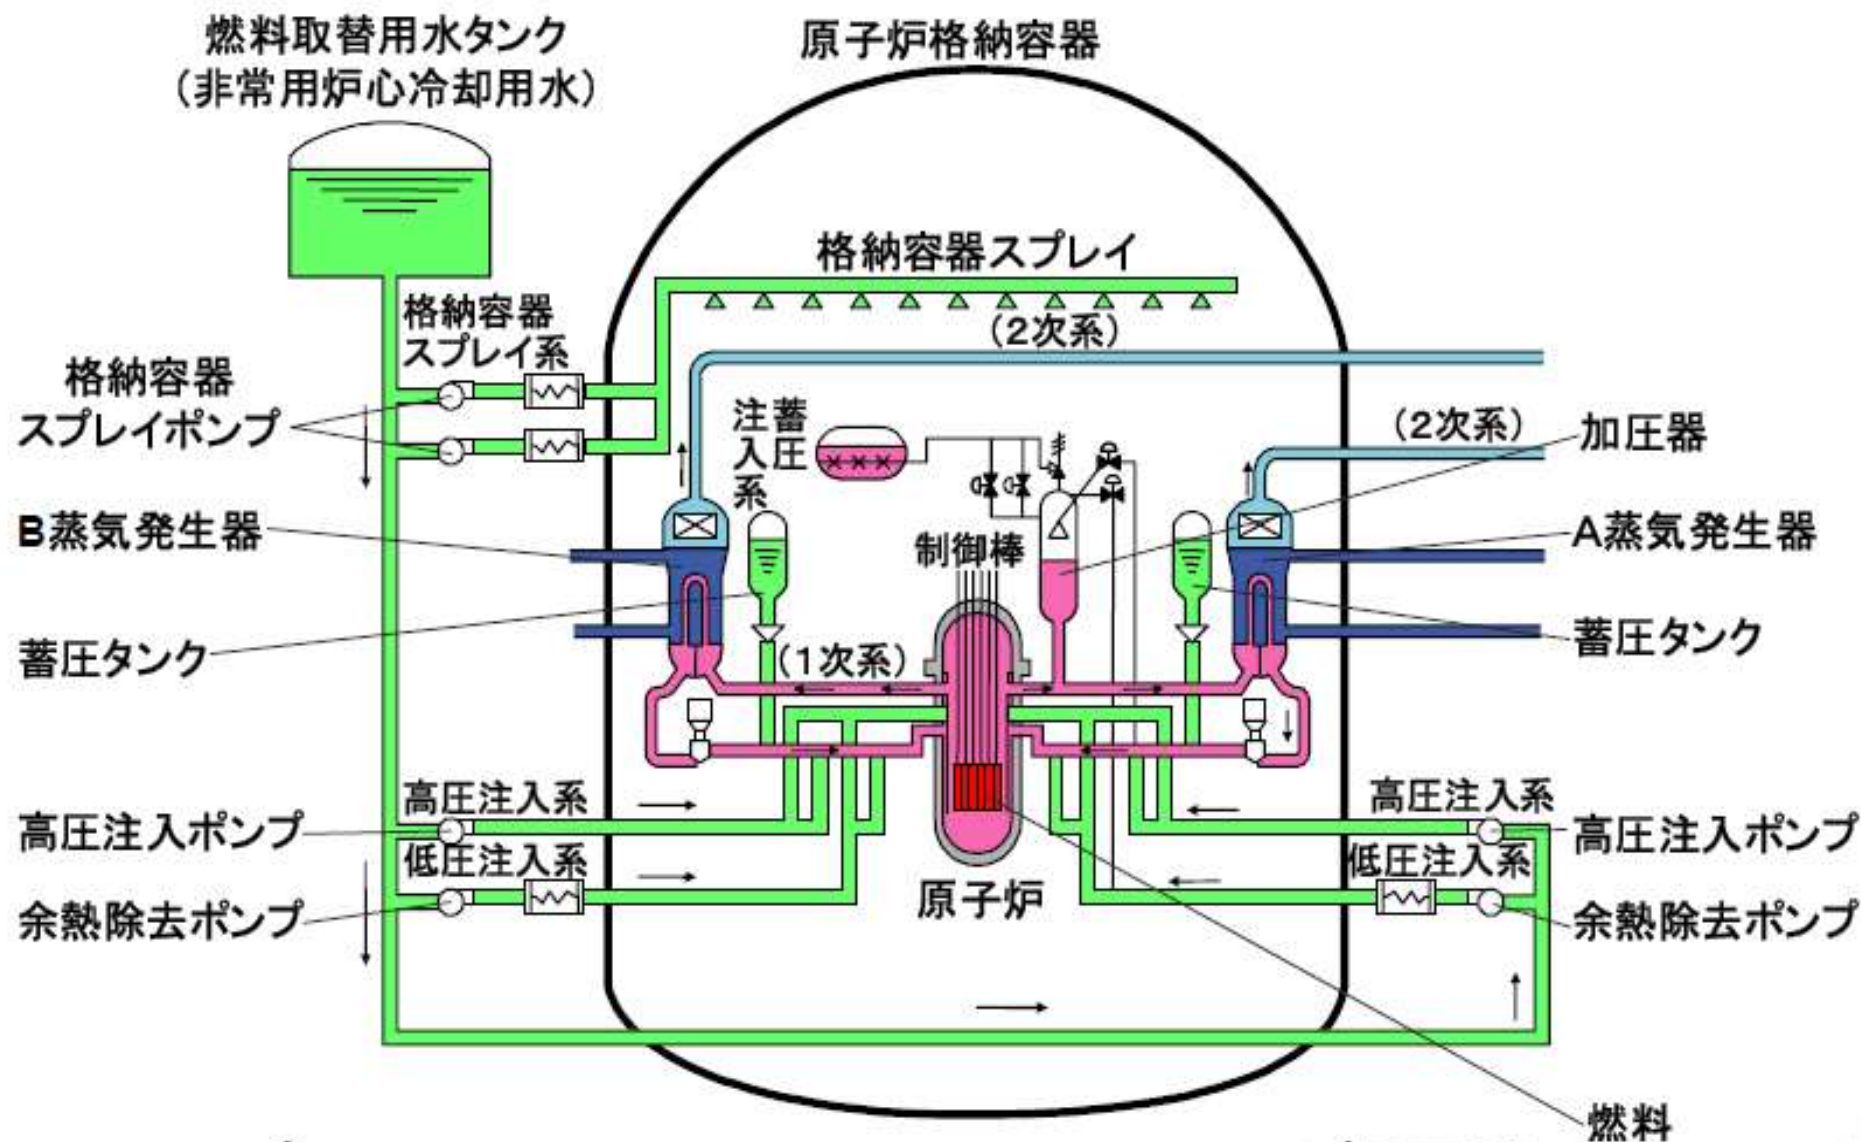 燃料取替用水タンク
（非常用炉心冷却用水）
原子炉格納容器
格納容器スプレイ
（２次系）
格納容器
スプレイ系
格納容器
スプレイポンプ
蓄圧
注入系
（２次系）
加圧器
B蒸気発生器
制御棒
A蒸気発生器
蓄圧タンク
（１次系）
蓄圧タンク
高圧注入系
高圧注入ポンプ
低圧注入系
余熱除去ポンプ
原子炉
高圧注入系
高圧注入ポンプ
低圧注入系
余熱除去ポンプ
燃料